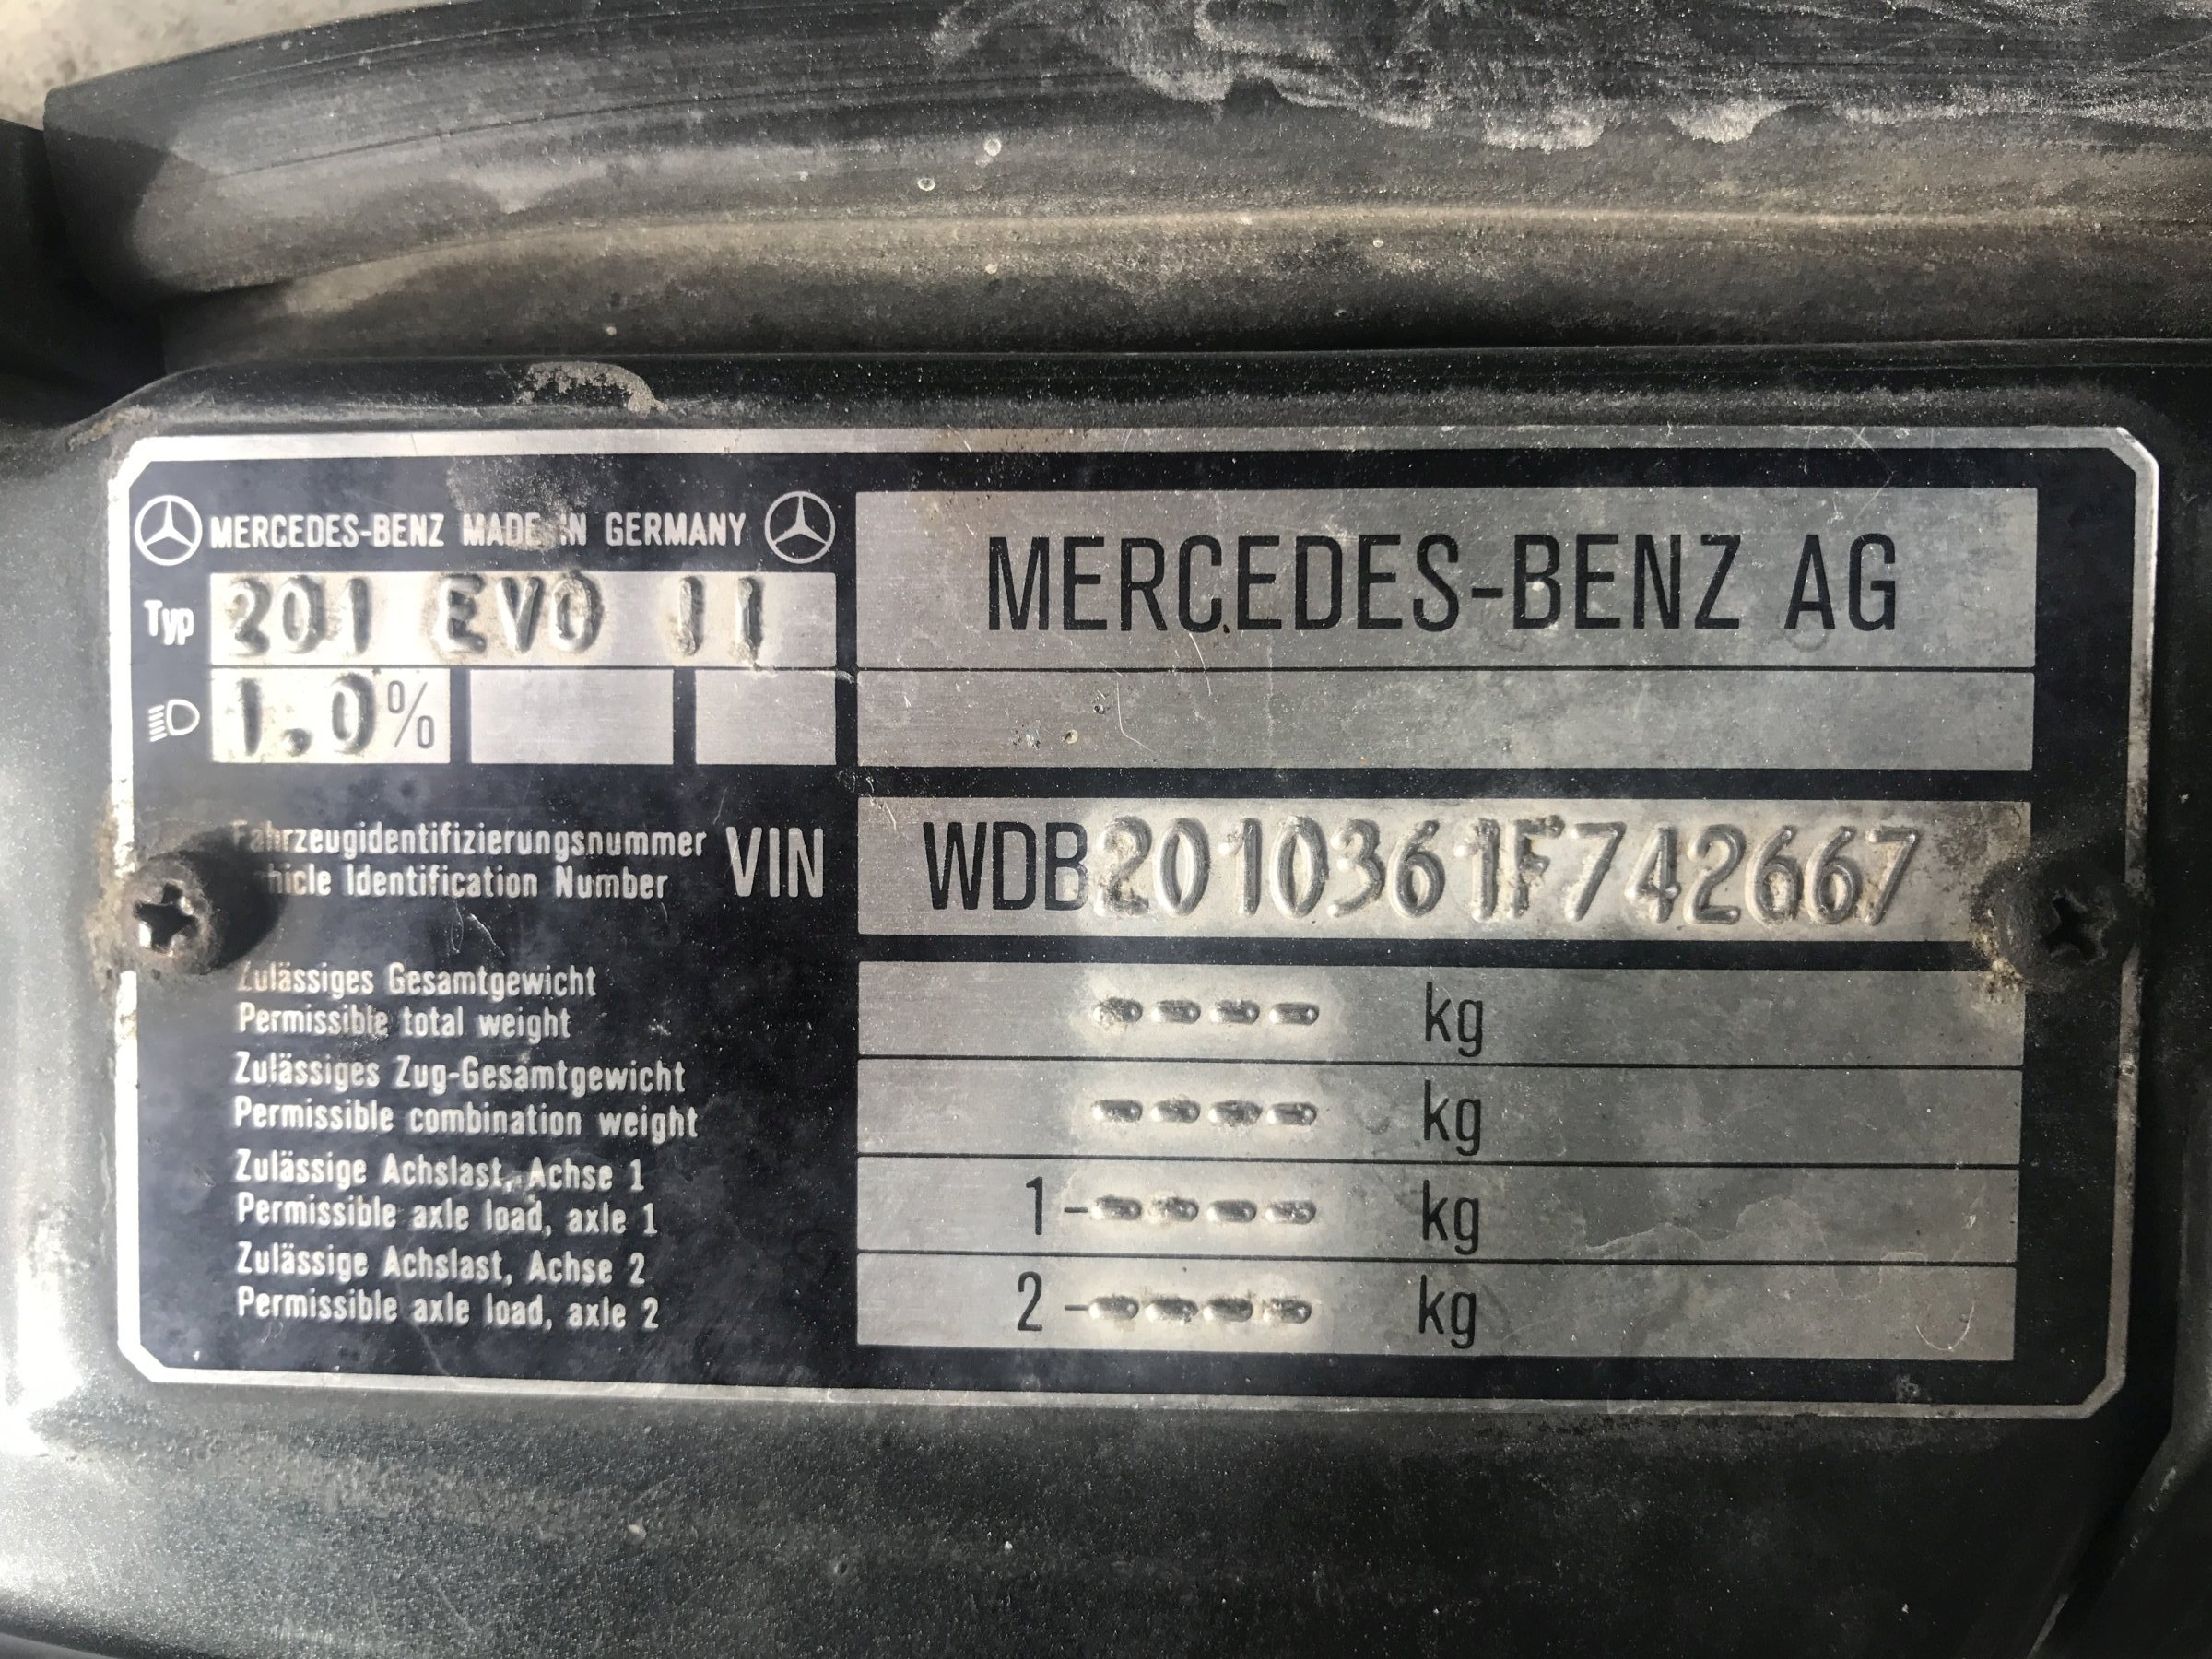 MERCEDES-BENZ MADE IN GERMANY
Typ 201 EVO II
1.0%
MERCEDES-BENZ AG
Fahrzeugidentifizierungsnummer
Vehicle Identification Number
VIN WDB2010361F742667
Zulässiges Gesamtgewicht
Permissible total weight
---- kg
Zulässiges Zug-Gesamtgewicht
Permissible combination weight
---- kg
Zulässige Achslast, Achse 1
Permissible axle load, axle 1
1----- kg
Zulässige Achslast, Achse 2
Permissible axle load, axle 2
2----- kg